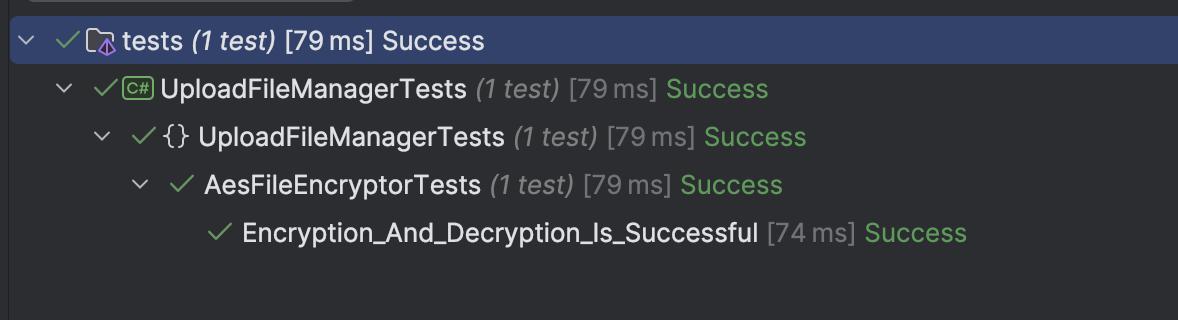 tests (1 test) [79 ms] Success
C# UploadFileManagerTests (1 test) [79 ms] Success
{} UploadFileManagerTests (1 test) [79 ms] Success
AesFileEncryptorTests (1 test) [79 ms] Success
Encryption_And_Decryption_Is_Successful [74 ms] Success